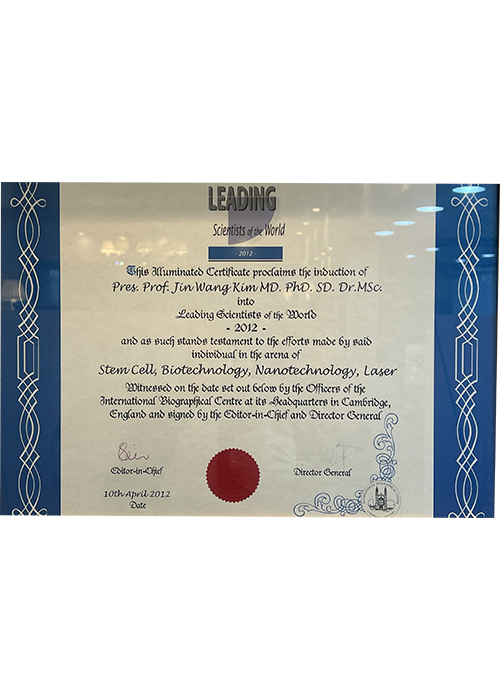 LEADING
Scientists of the World
- 2012 -
This Illuminated Certificate proclaims the induction of
Pres. Prof. Jin Wang Kim MD. PhD. SD. Dr.MSc.
into
Leading Scientists of the World
- 2012 -
and as such stands testament to the efforts made by said
individual in the arena of
Stem Cell, Biotechnology, Nanotechnology, Laser
Witnessed on the date set out below by the Officers of the
International Biographical Centre at its Headquarters in Cambridge,
England and signed by the Editor-in-Chief and Director General
Editor-in-Chief
Director General
10th April 2012
Date